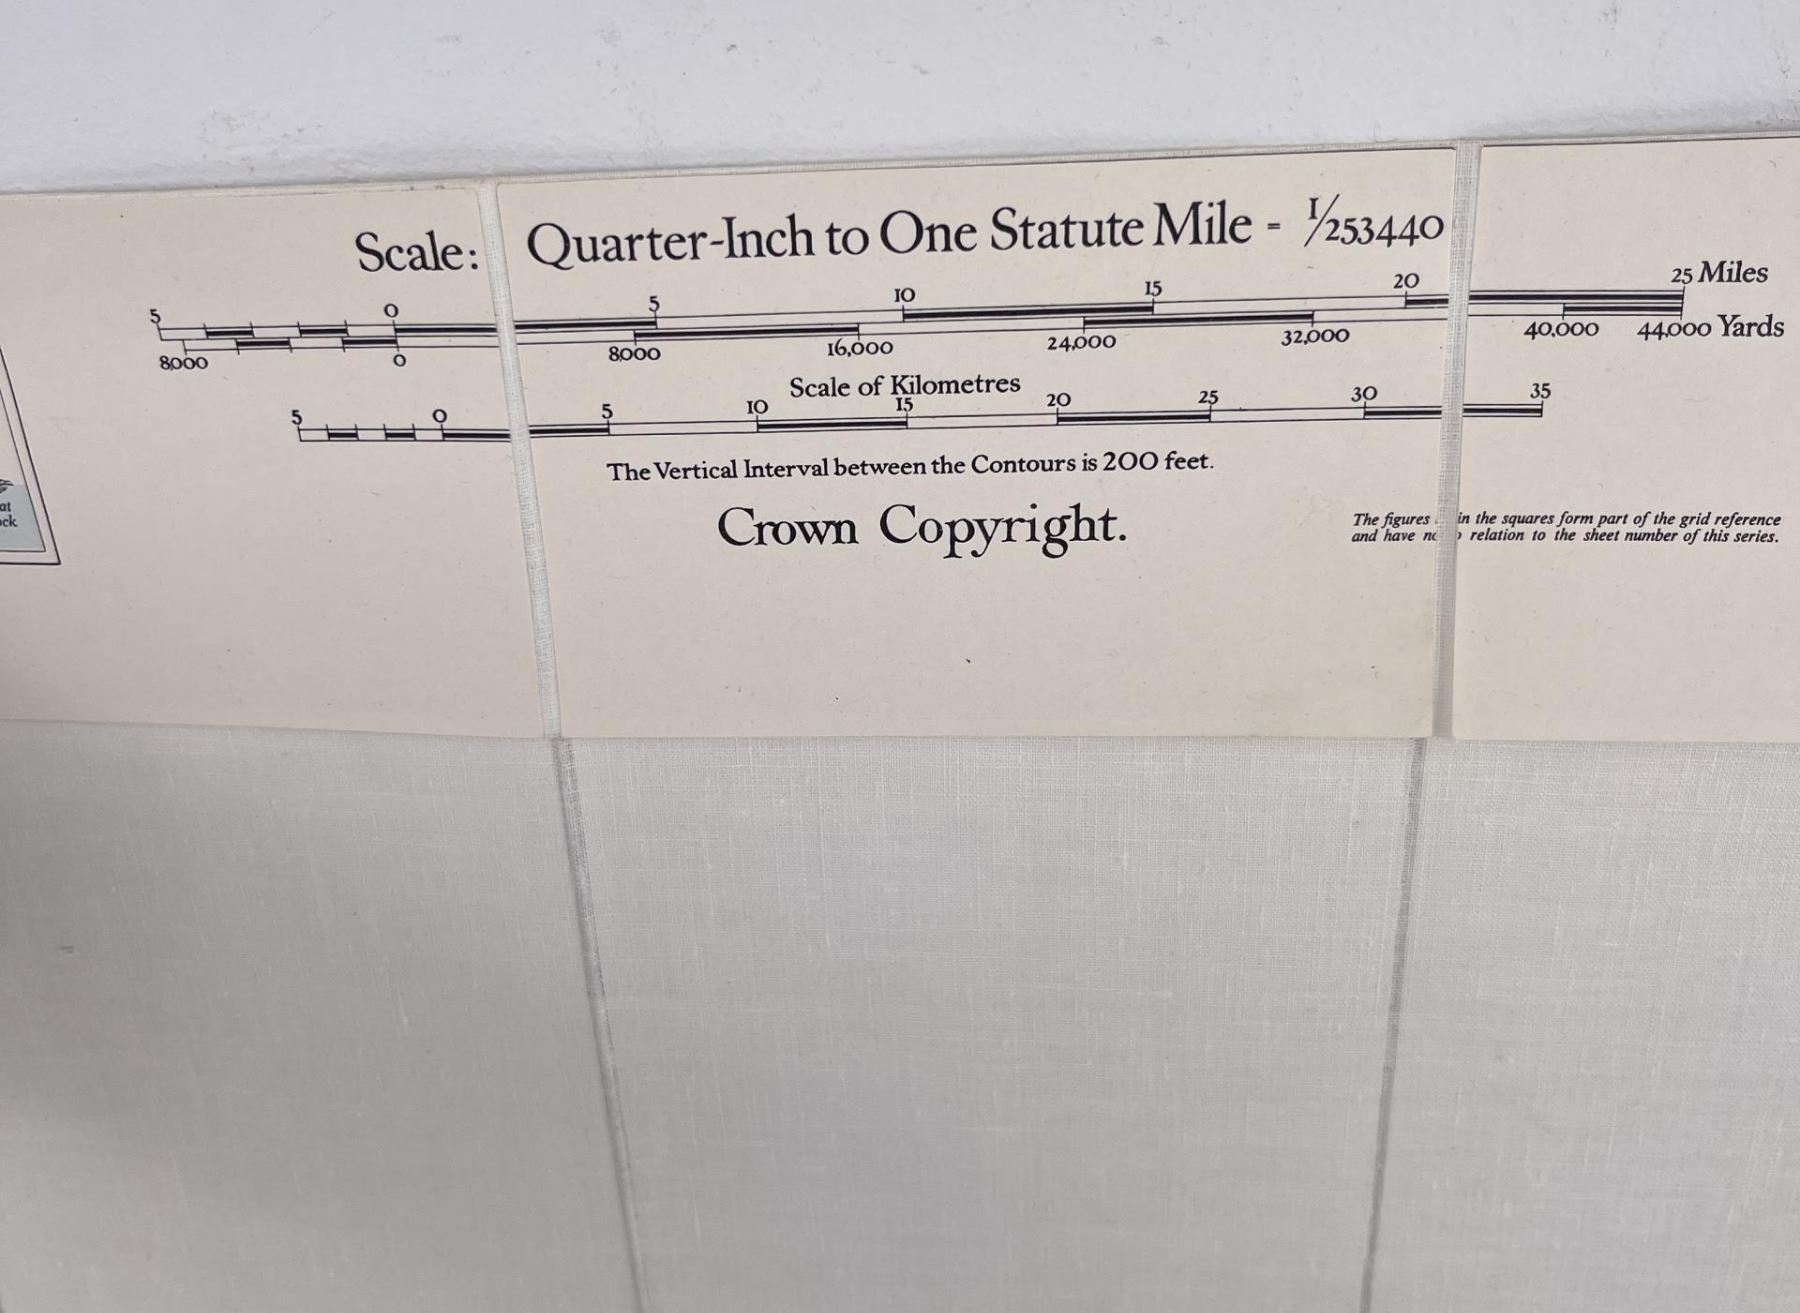 Scale: Quarter-Inch to One Statute Mile - 1/253440
5 0 5 10 15 20 25 Miles
8000 0 8000 16,000 24,000 32,000 40,000 44,000 Yards
Scale of Kilometres
5 0 5 10 15 20 25 30 35
The Vertical Interval between the Contours is 200 feet.
Crown Copyright.
The figures in the squares form part of the grid reference
and have no relation to the sheet number of this series.